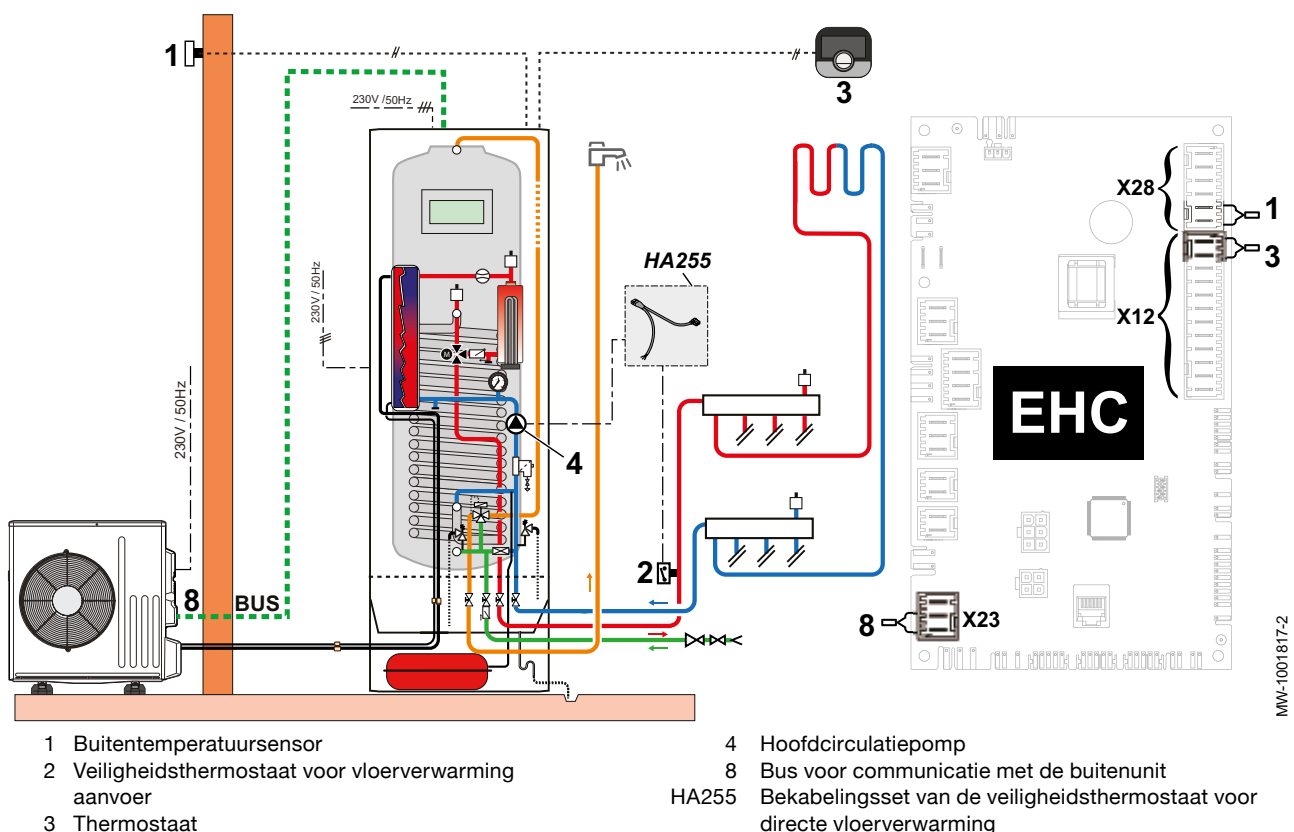 1
3
230V /50Hz
HA255
230V / 50Hz
230V / 50Hz
4
2
8
BUS
X28
1
3
X12
EHC
8
X23
M
MW-1001817-2
1 Buitentemperatuursensor
2 Veiligheidsthermostaat voor vloerverwarming
aanvoer
3 Thermostaat
4 Hoofdcirculatiepomp
8 Bus voor communicatie met de buitenunit
HA255 Bekabelingsset van de veiligheidsthermostaat voor
directe vloerverwarming